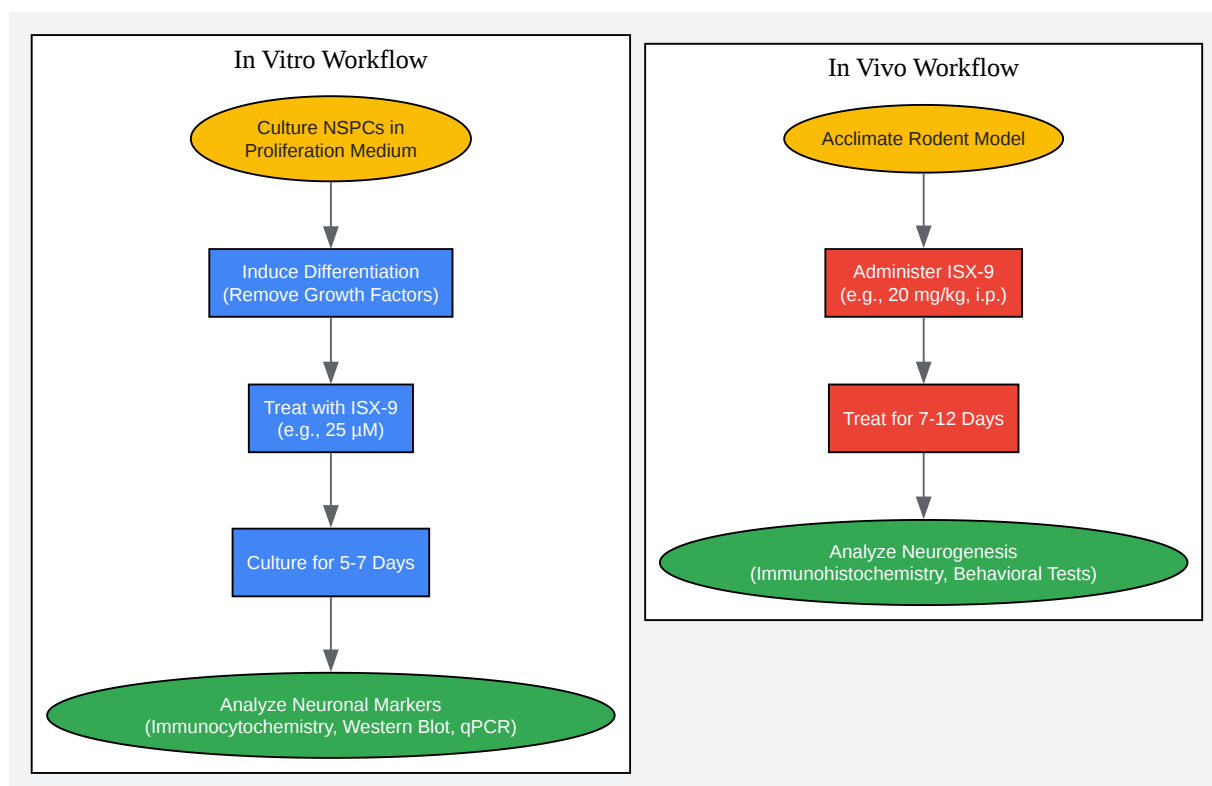 In Vitro Workflow
Culture NSPCs in
Proliferation Medium
Induce Differentiation
(Remove Growth Factors)
Treat with ISX-9
(e.g., 25 µM)
Culture for 5-7 Days
Analyze Neuronal Markers
(Immunocytochemistry, Western Blot, qPCR)
In Vivo Workflow
Acclimate Rodent Model
Administer ISX-9
(e.g., 20 mg/kg, i.p.)
Treat for 7-12 Days
Analyze Neurogenesis
(Immunohistochemistry, Behavioral Tests)